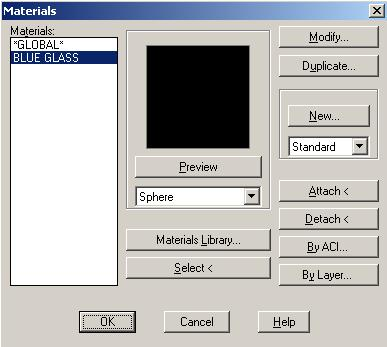 Materials
Materials:
*GLOBAL*
BLUE GLASS
Preview
Sphere
Materials Library...
Select <
Modify...
Duplicate...
New...
Standard
Attach <
Detach <
By ACI...
By Layer...
OK
Cancel
Help